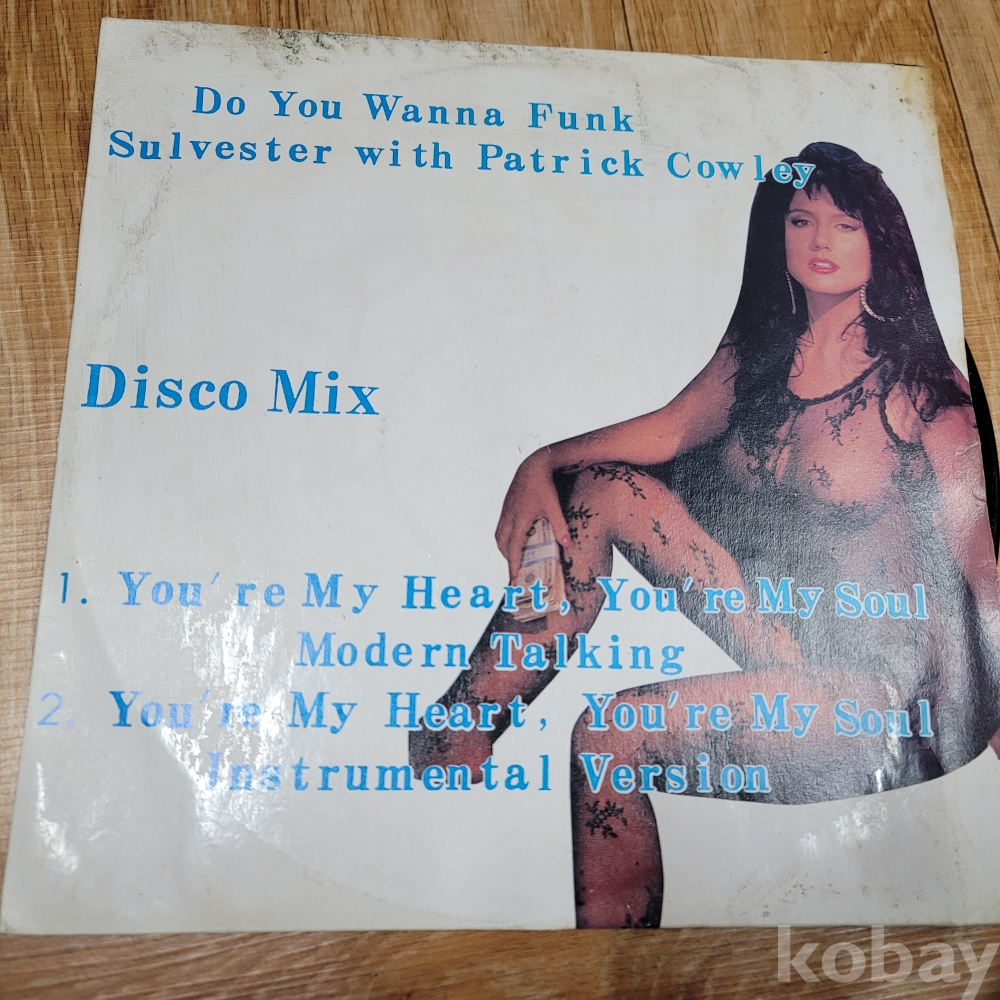 Do You Wanna Funk
Sulvester with Patrick Cowley
Disco Mix
1. You're My Heart, You're My Soul
Modern Talking
2. You're My Heart, You're My Soul
Instrumental Version
kobay